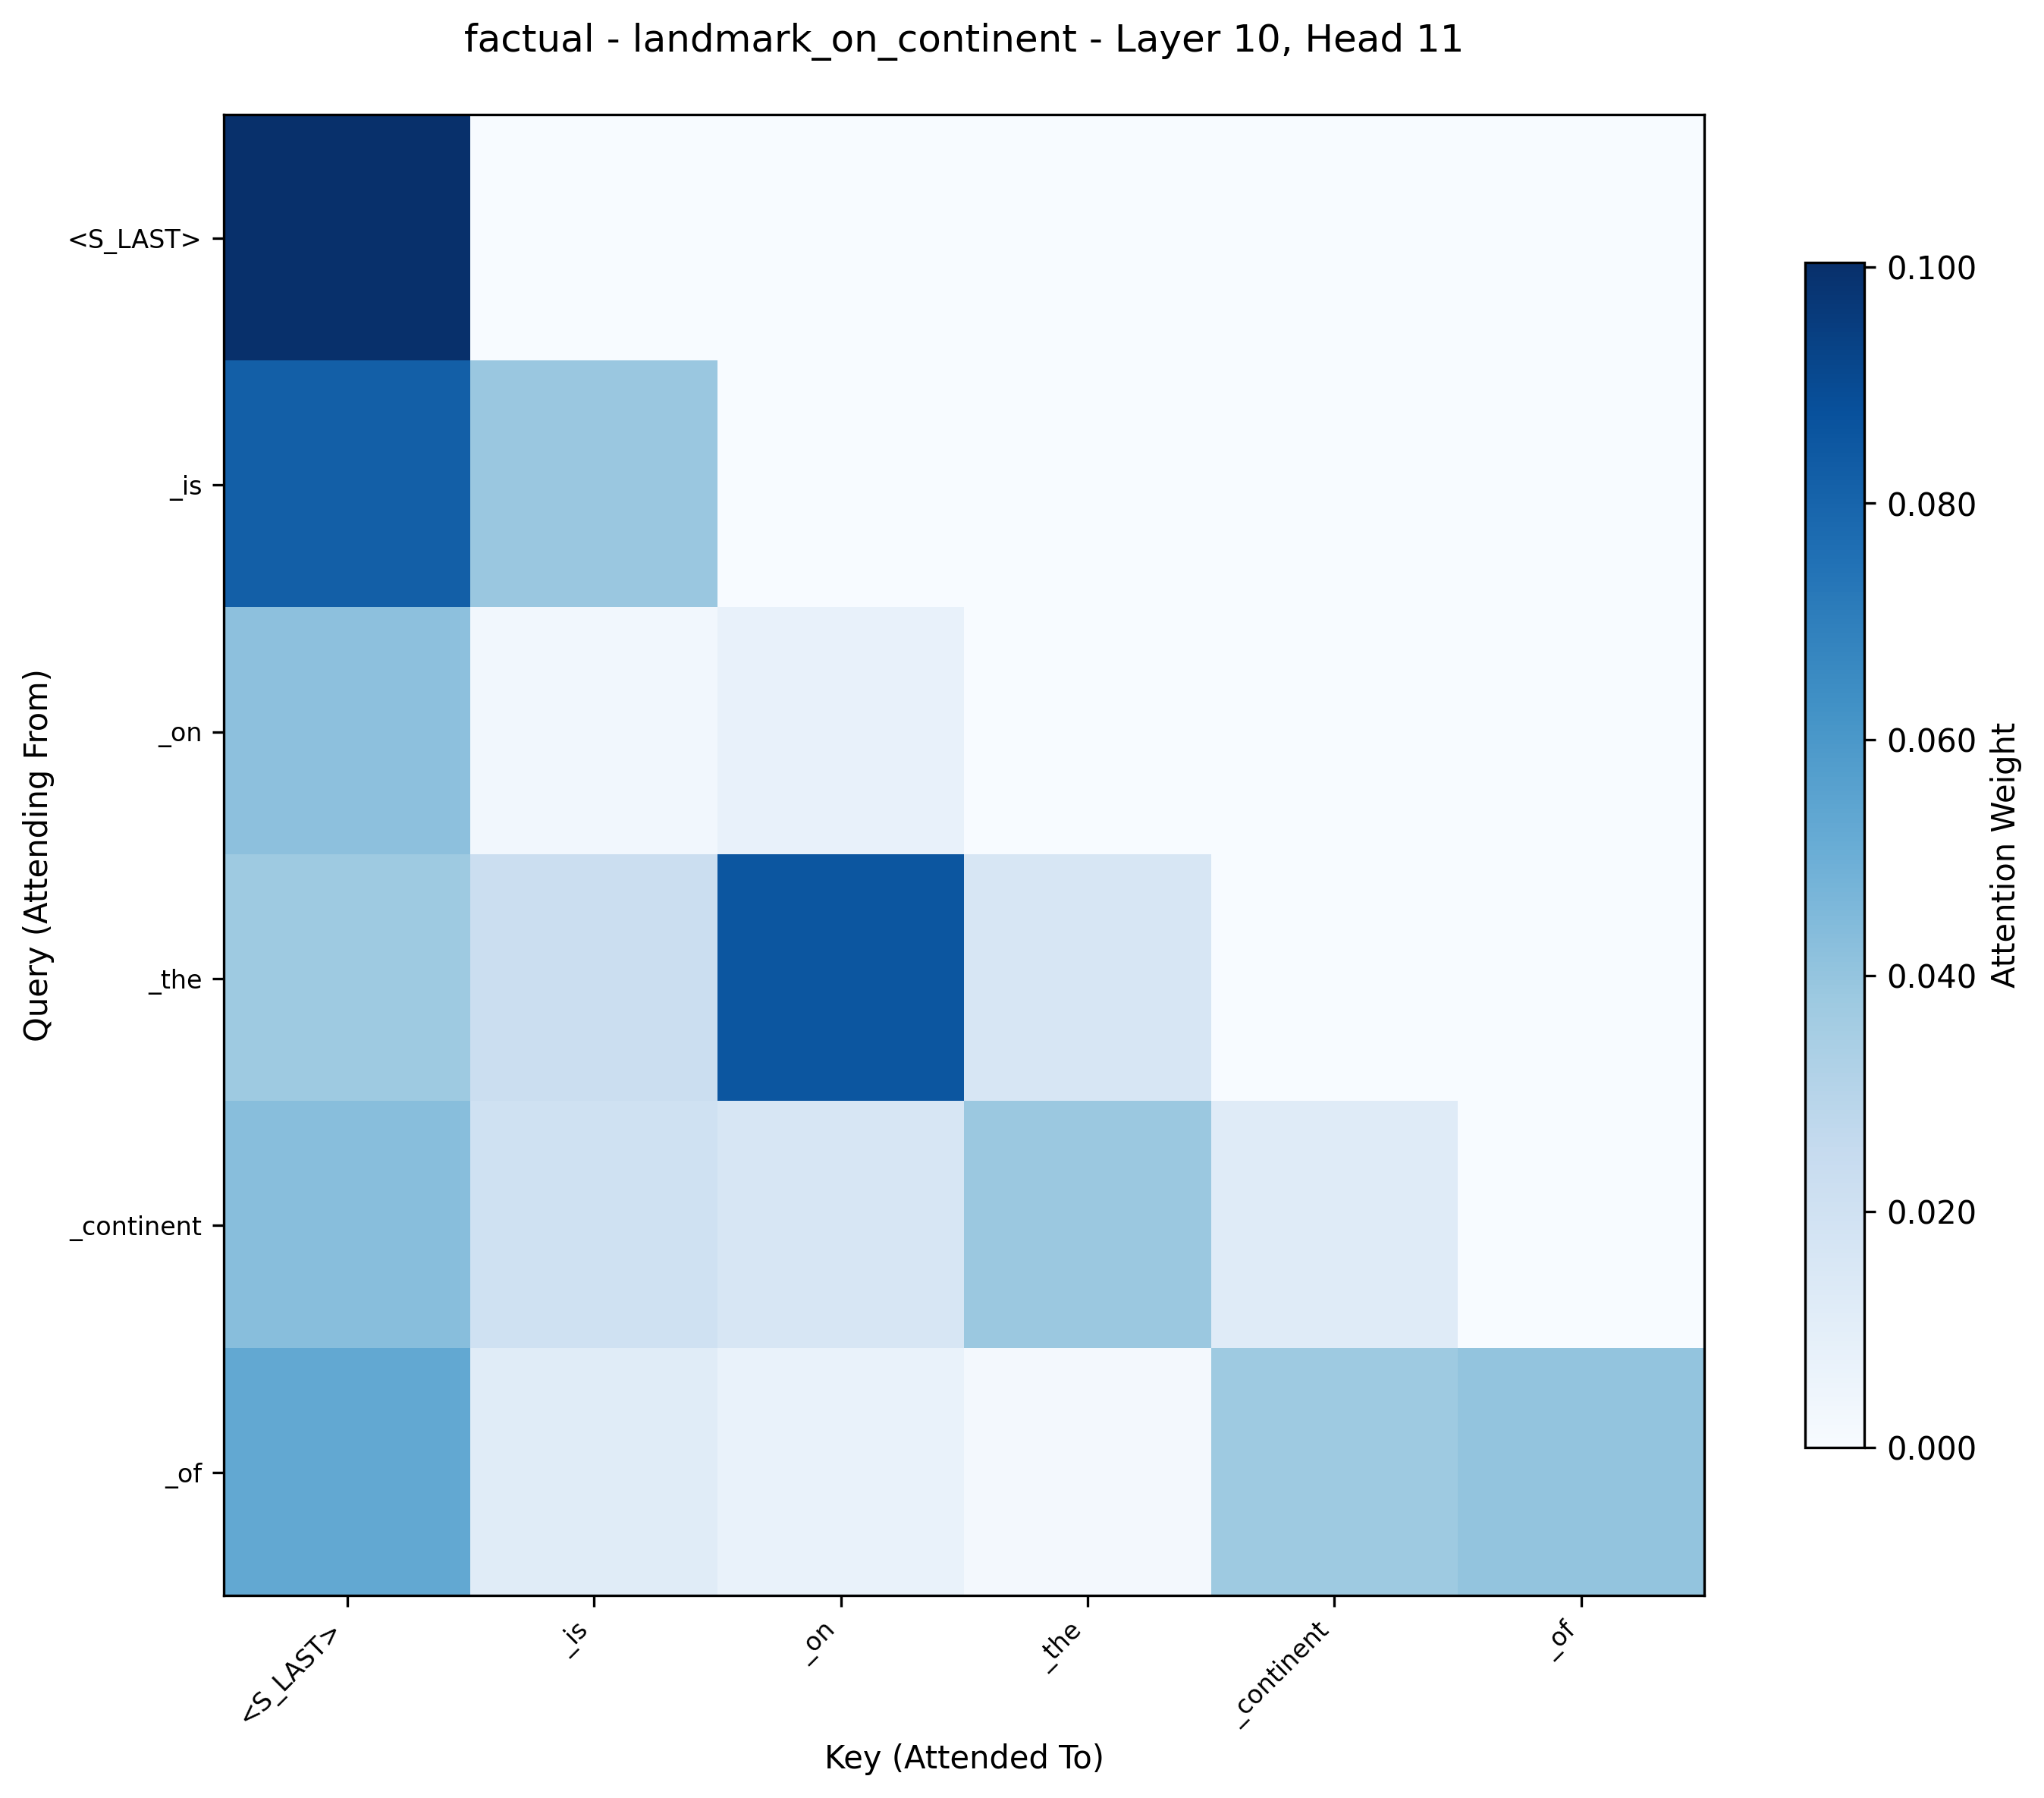 factual - landmark_on_continent - Layer 10, Head 11
Query (Attending From)
<S_LAST>
_is
_on
_the
_continent
_of
<S_LAST>
_is
_on
_the
_continent
_of
Key (Attended To)
0.100
0.080
0.060
0.040
0.020
0.000
Attention Weight